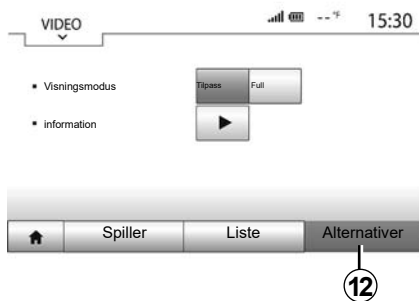 VIDEO --°F 15:30
▪ Visningsmodus Tilpass Full
▪ information
Spiller Liste Alternativer
12